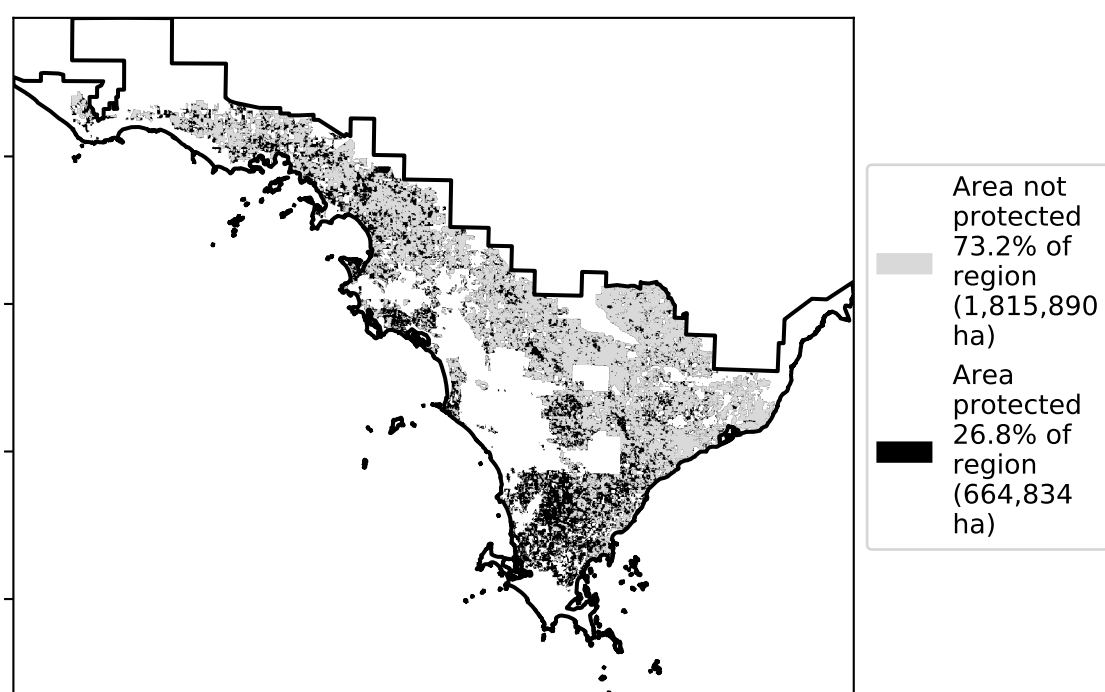 Area not
protected
73.2% of
region
(1,815,890
ha)
Area
protected
26.8% of
region
(664,834
ha)